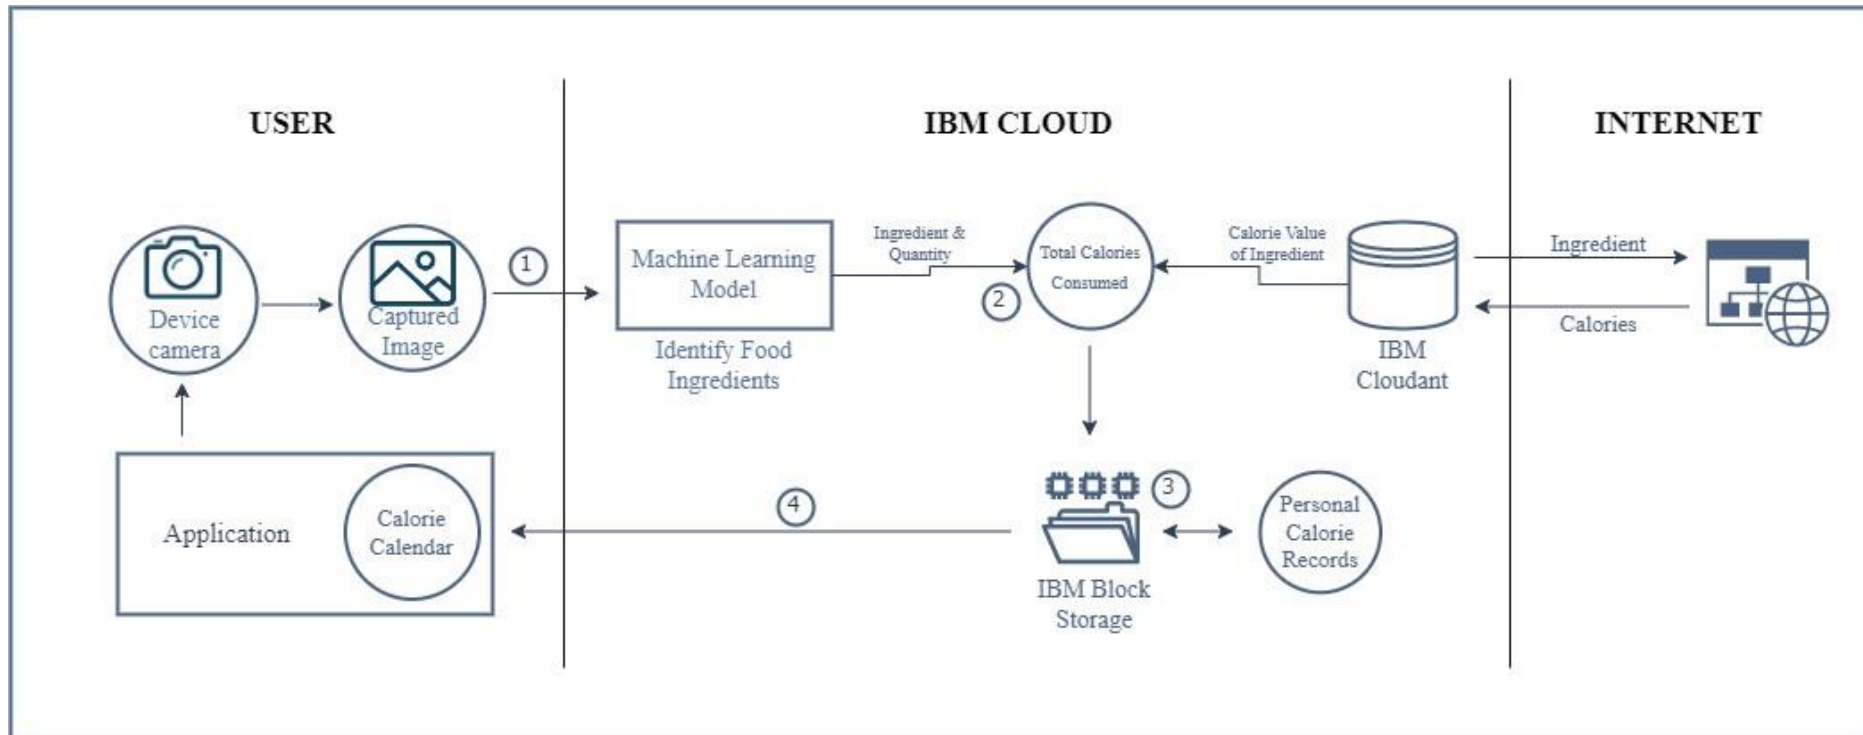 USER
IBM CLOUD
INTERNET
Device
camera
Captured
Image
1
Machine Learning
Model
Identify Food
Ingredients
Ingredient &
Quantity
2
Total Calories
Consumed
Calorie Value
of Ingredient
IBM
Cloudant
Ingredient
Calories
Application
Calorie
Calendar
4
3
IBM Block
Storage
Personal
Calorie
Records